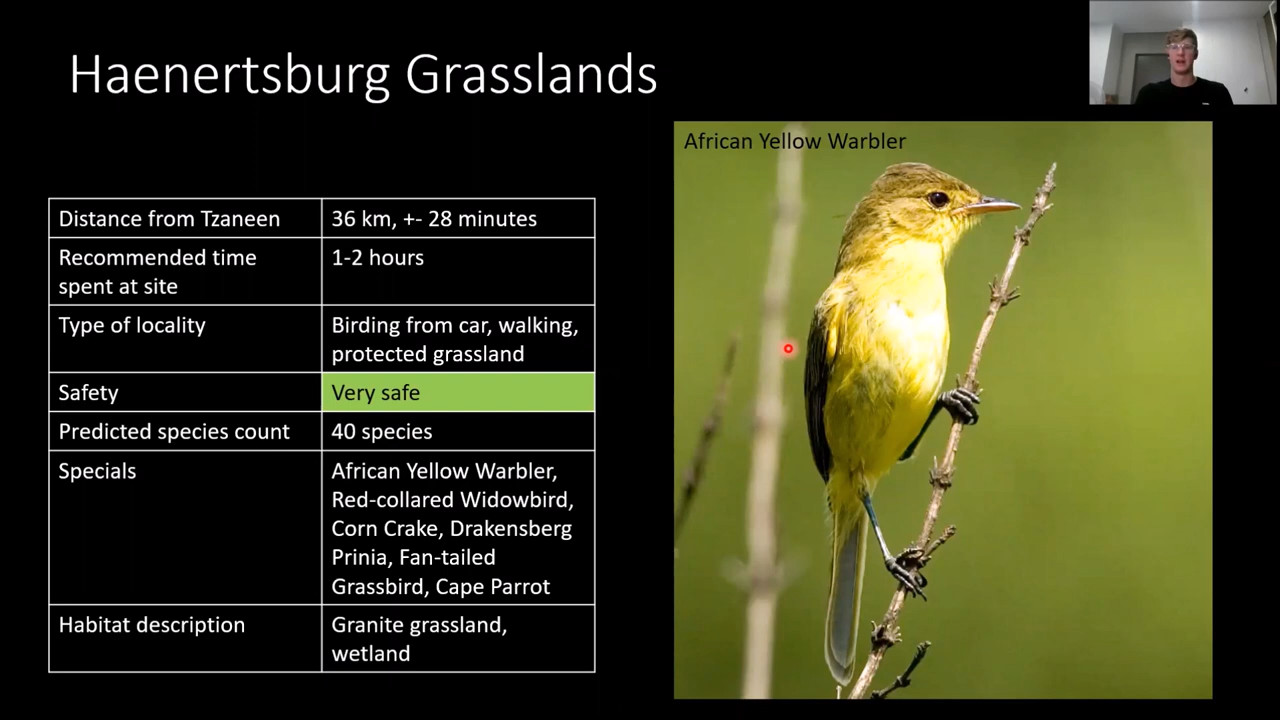 Haenertsburg Grasslands
African Yellow Warbler
Distance from Tzaneen
36 km, +- 28 minutes
Recommended time
spent at site
1-2 hours
Type of locality
Birding from car, walking,
protected grassland
Safety
Very safe
Predicted species count
40 species
Specials
African Yellow Warbler,
Red-collared Widowbird,
Corn Crake, Drakensberg
Prinia, Fan-tailed
Grassbird, Cape Parrot
Habitat description
Granite grassland,
wetland